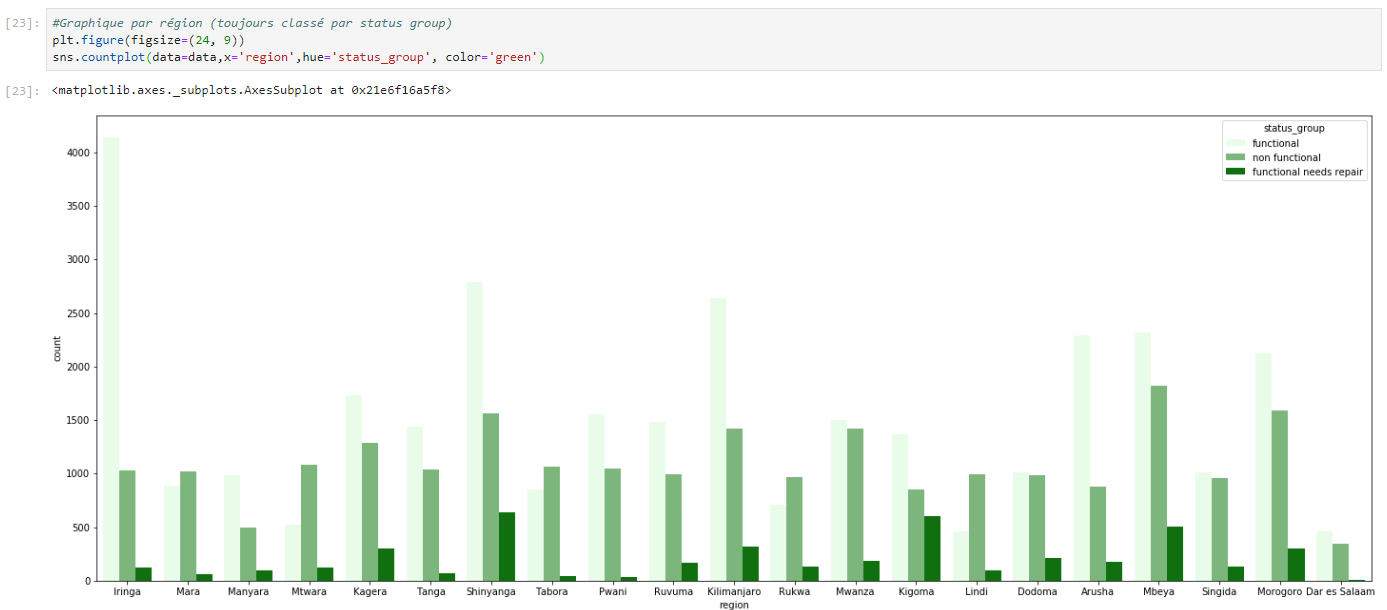 [23]: #Graphique par région (toujours classé par status group)
plt.figure(figsize=(24, 9))
sns.countplot(data=data,x='region',hue='status_group', color='green')
[23]: <matplotlib.axes._subplots.AxesSubplot at 0x21e6f16a5f8>
status_group
functional
non functional
functional needs repair
4000
3500
3000
2500
2000
1500
1000
500
0
count
Iringa Mara Manyara Mtwara Kagera Tanga Shinyanga Tabora Pwani Ruvuma Kilimanjaro Rukwa Mwanza Kigoma Lindi Dodoma Arusha Mbeya Singida Morogoro Dar es Salaam
region